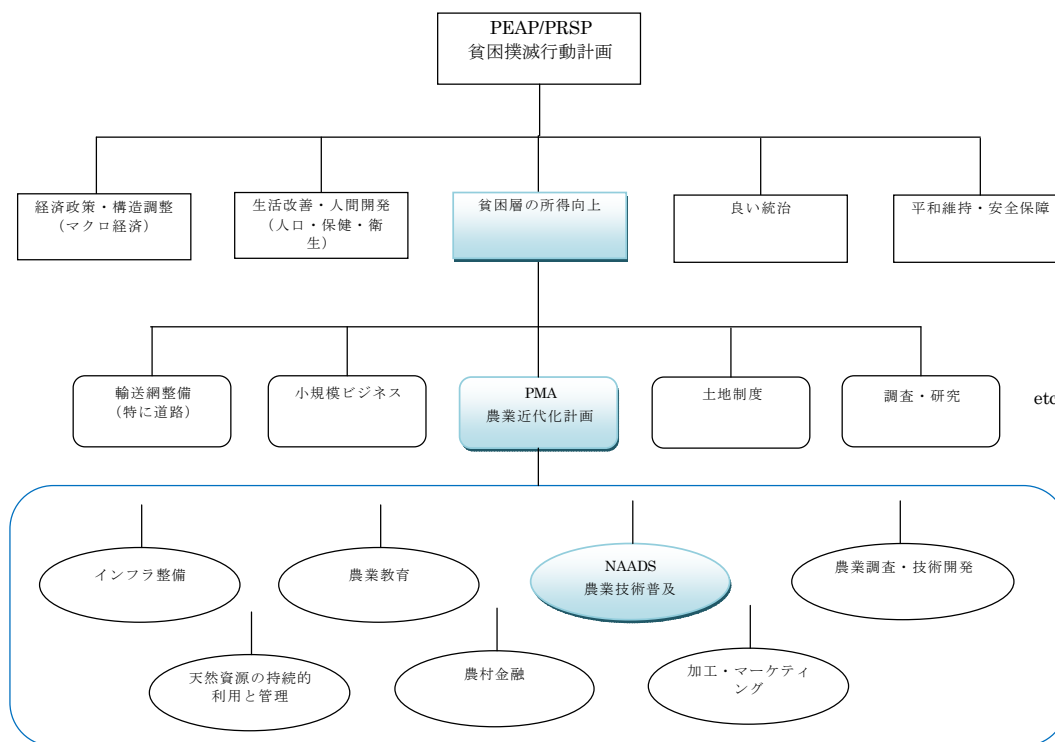 PEAP/PRSP
貧困撲滅行動計画
経済政策・構造調整
（マクロ経済）
生活改善・人間開発
（人口・保健・衛
生）
貧困層の所得向上
良い統治
平和維持・安全保障
輸送網整備
（特に道路）
小規模ビジネス
PMA
農業近代化計画
土地制度
調査・研究
etc
インフラ整備
農業教育
NAADS
農業技術普及
農業調査・技術開発
天然資源の持続的
利用と管理
農村金融
加工・マーケティ
ング